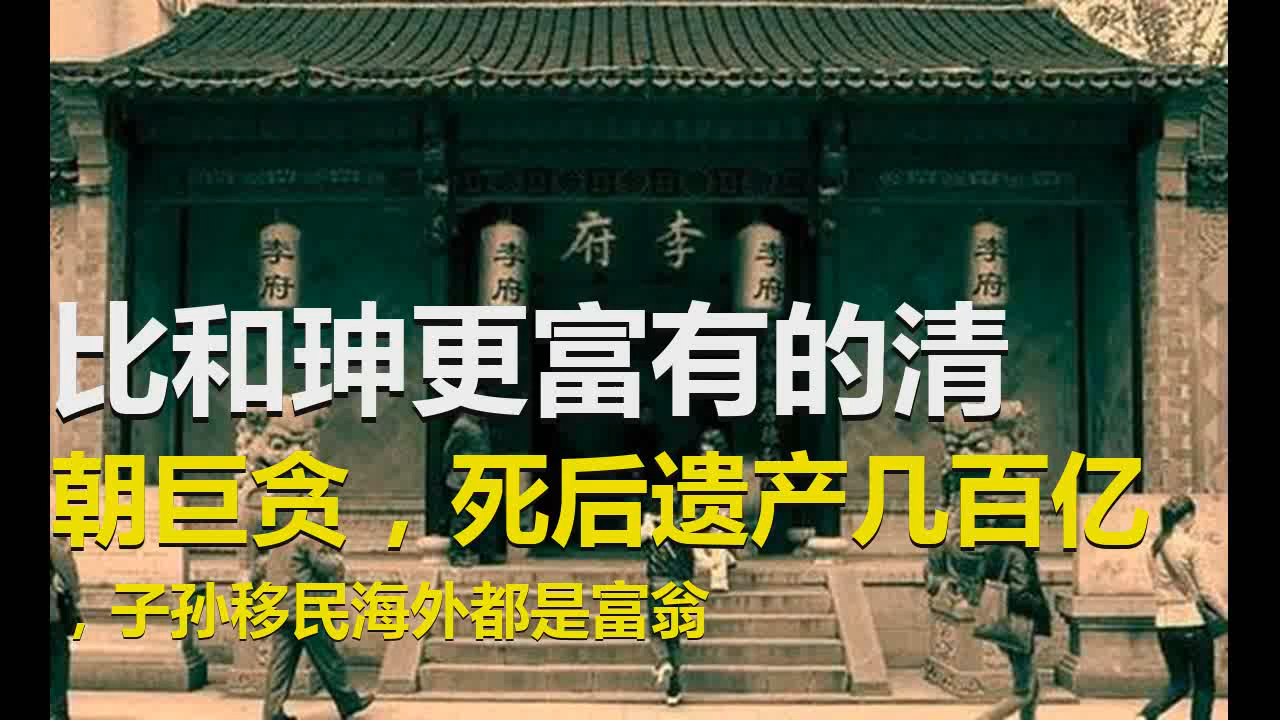 府李
李府
李府
李府
李府
比和珅更富有的清
朝巨贪，死后遗产几百亿
，子孙移民海外都是富翁